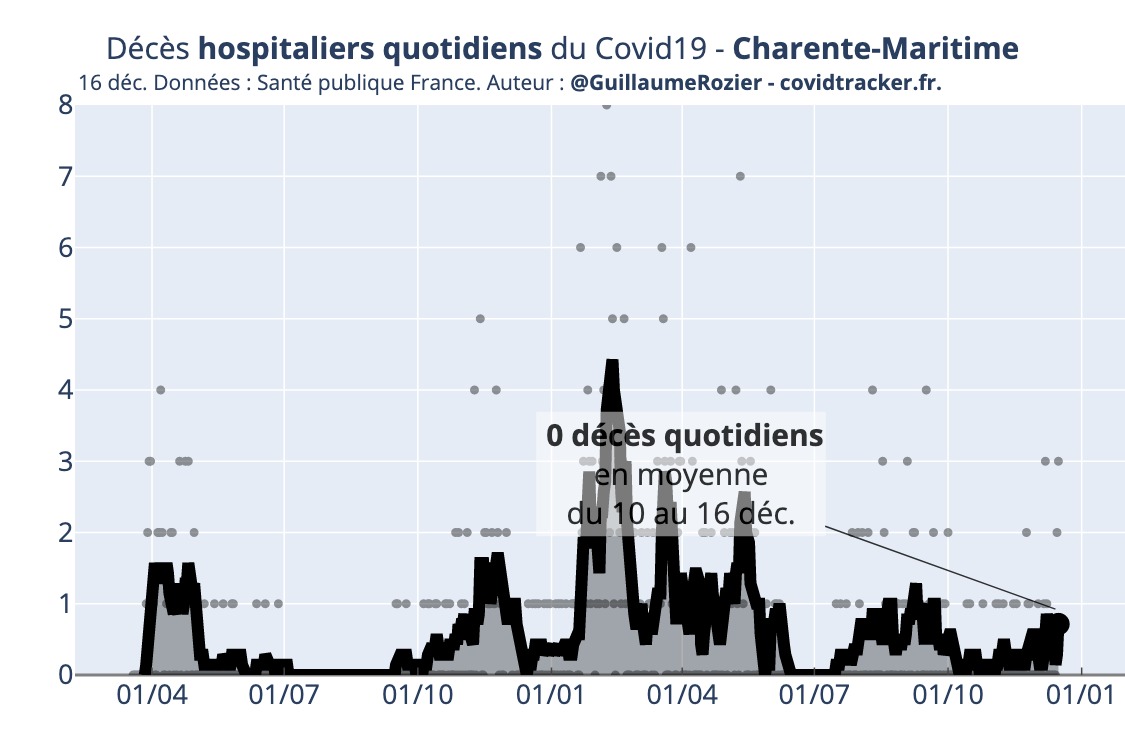 Décès hospitaliers quotidiens du Covid19 - Charente-Maritime
16 déc. Données : Santé publique France. Auteur : @GuillaumeRozier - covidtracker.fr.
8
7
6
5
4
3
2
1
0
0 décès quotidiens
en moyenne
du 10 au 16 déc.
01/04 01/07 01/10 01/01 01/04 01/07 01/10 01/01